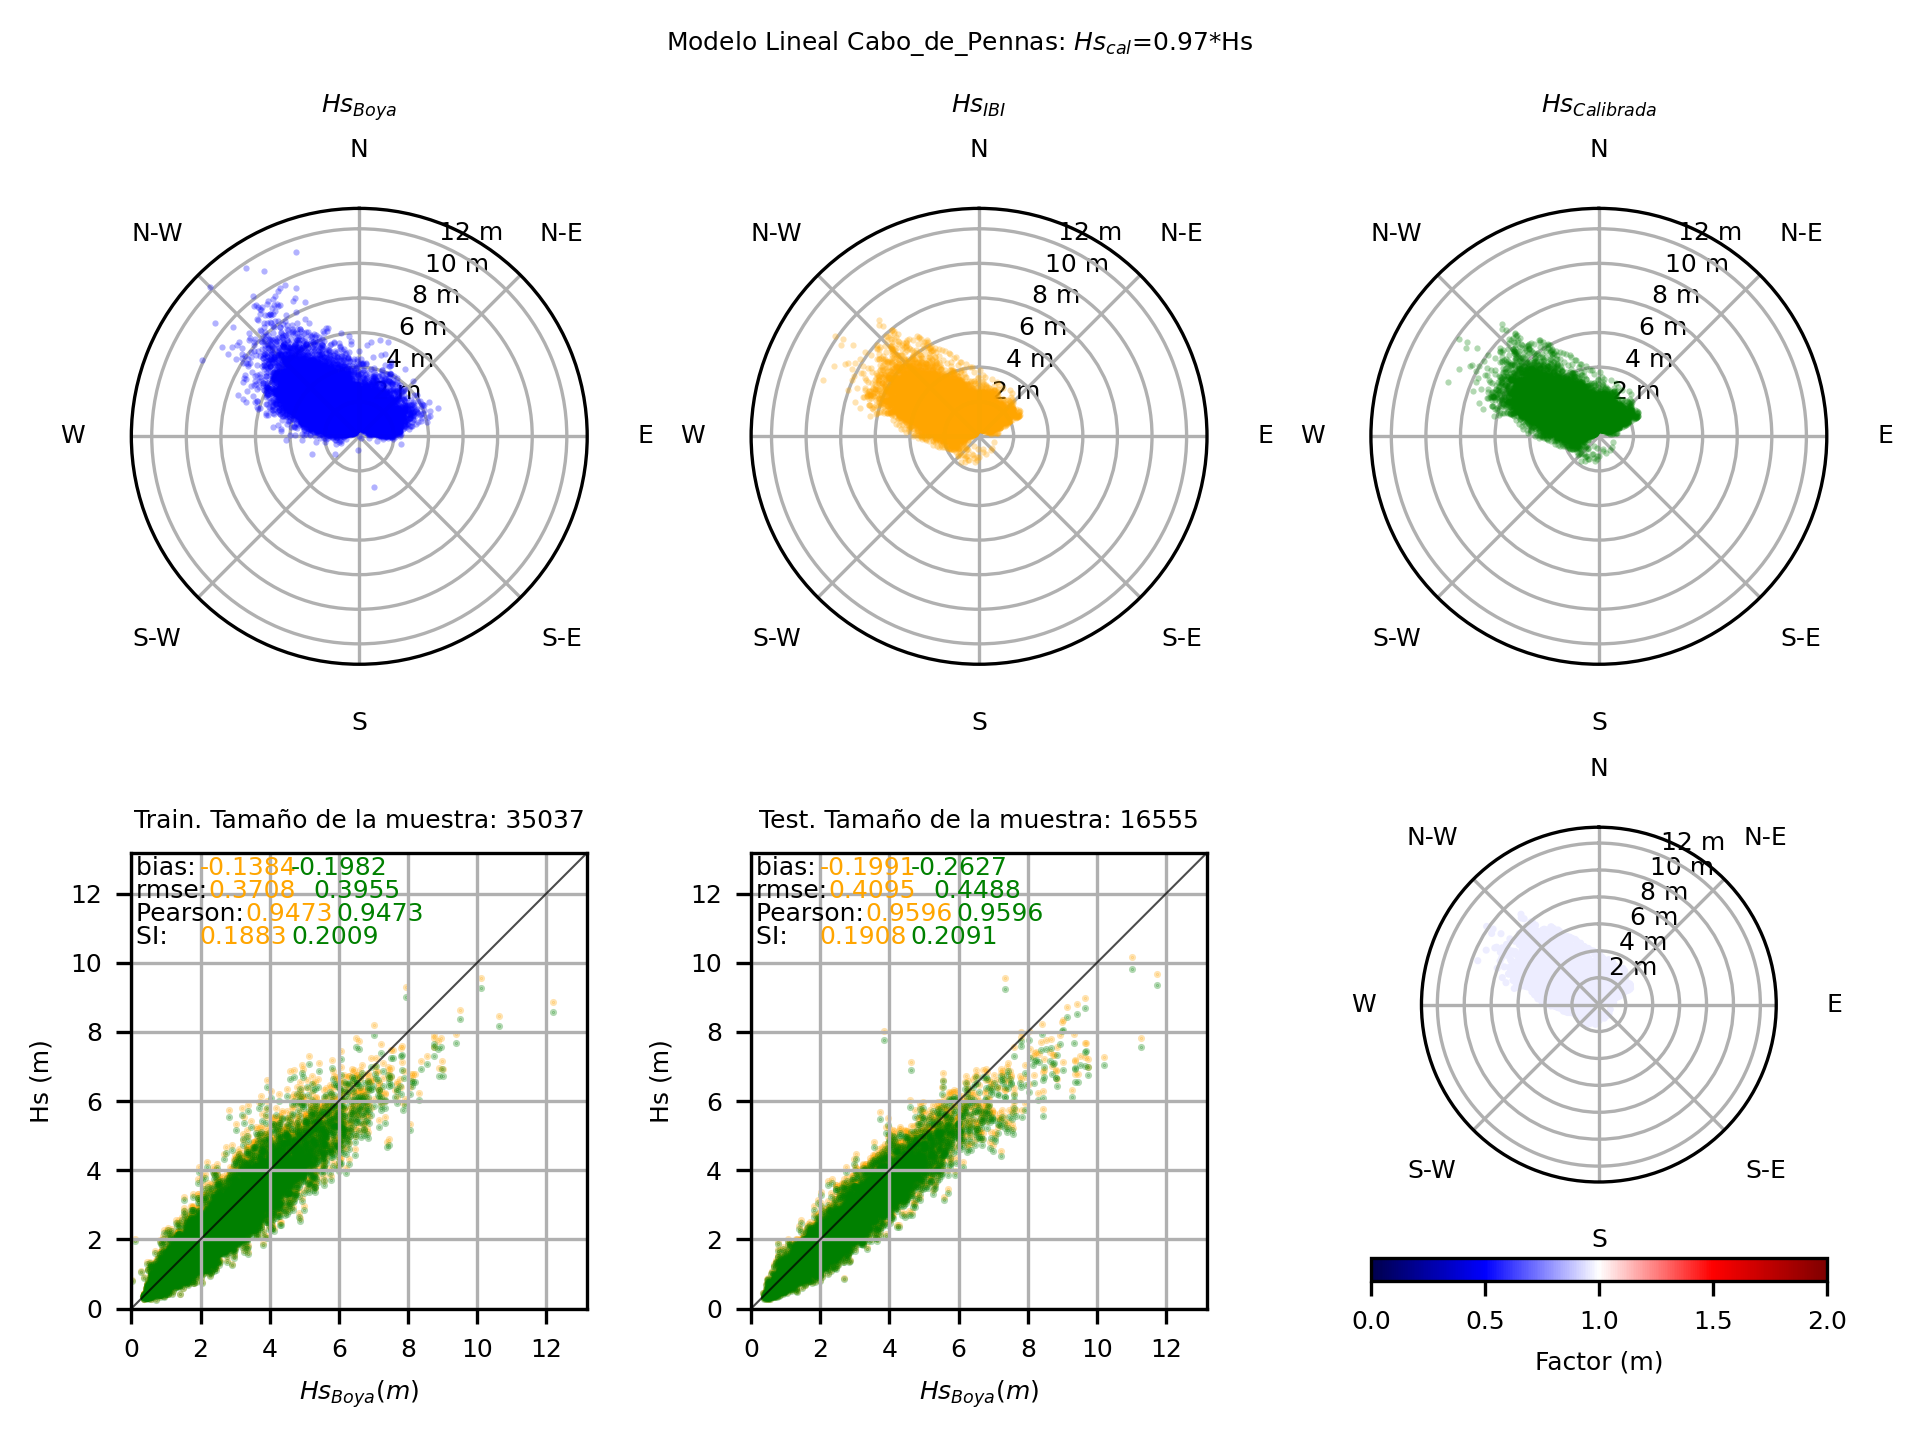 Modelo Lineal Cabo_de_Pennas: Hscal=0.97*Hs
HsBoya
HsIBI
HsCalibrada
N
N
N
N-W
12 m
N-E
N-W
12 m
N-E
N-W
12 m
N-E
10 m
10 m
10 m
8 m
8 m
8 m
6 m
6 m
6 m
4 m
4 m
4 m
m
2 m
2 m
W
E
W
E
W
E
S-W
S-E
S-W
S-E
S-W
S-E
S
S
S
Train. Tamaño de la muestra: 35037
bias: -0.1384 -0.1982
rmse: 0.3708 0.3955
Pearson: 0.9473 0.9473
SI: 0.1883 0.2009
Hs (m)
12
10
8
6
4
2
0
0 2 4 6 8 10 12
HsBoya(m)
Test. Tamaño de la muestra: 16555
bias: -0.1991 -0.2627
rmse: 0.4095 0.4488
Pearson: 0.9596 0.9596
SI: 0.1908 0.2091
Hs (m)
12
10
8
6
4
2
0
0 2 4 6 8 10 12
HsBoya(m)
N
N-W
12 m
N-E
10 m
8 m
6 m
4 m
2 m
W
E
S-W
S-E
S
0.0 0.5 1.0 1.5 2.0
Factor (m)